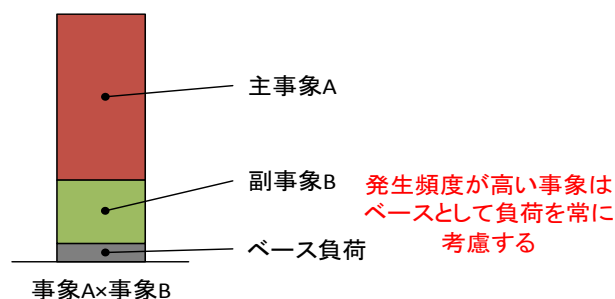 主事象A
副事象B
発生頻度が高い事象は
ベースとして負荷を常に
考慮する
ベース負荷
事象A×事象B